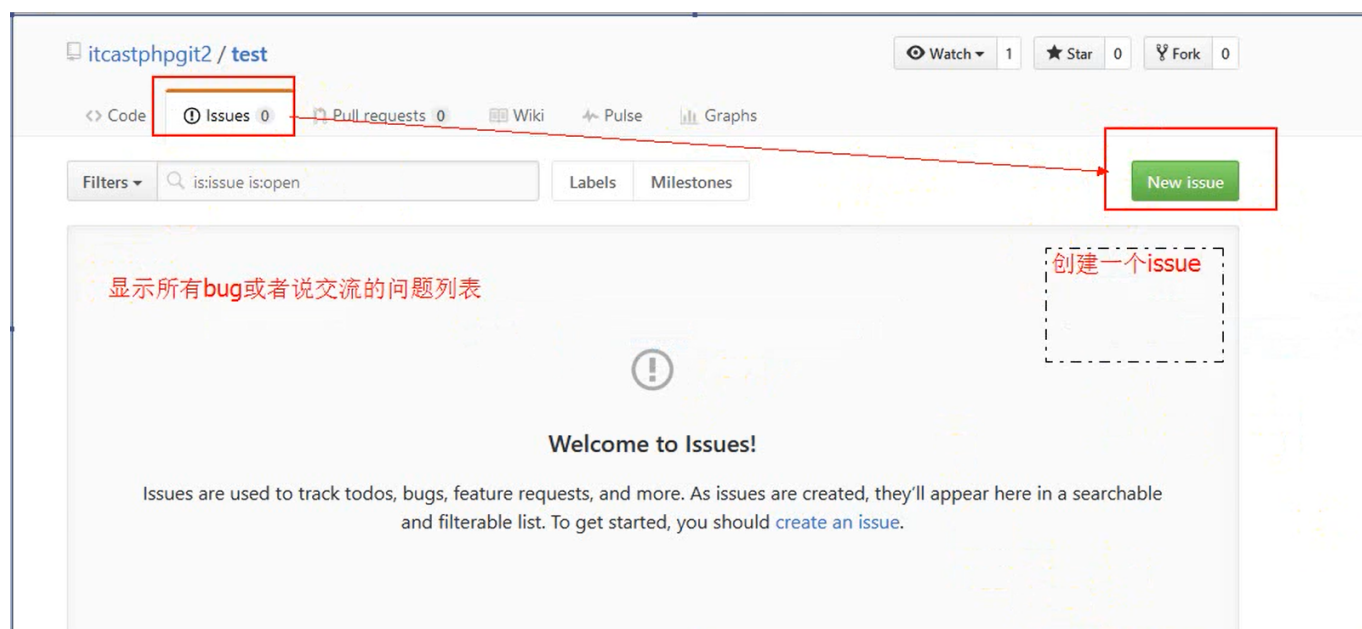 itcastphpgit2 / test
Watch 1 Star 0 Fork 0
Code Issues 0 Pull requests 0 Wiki Pulse Graphs
Filters is:issue is:open Labels Milestones New issue
创建一个issue
显示所有bug或者说交流的问题列表
Welcome to Issues!
Issues are used to track todos, bugs, feature requests, and more. As issues are created, they'll appear here in a searchable
and filterable list. To get started, you should create an issue.